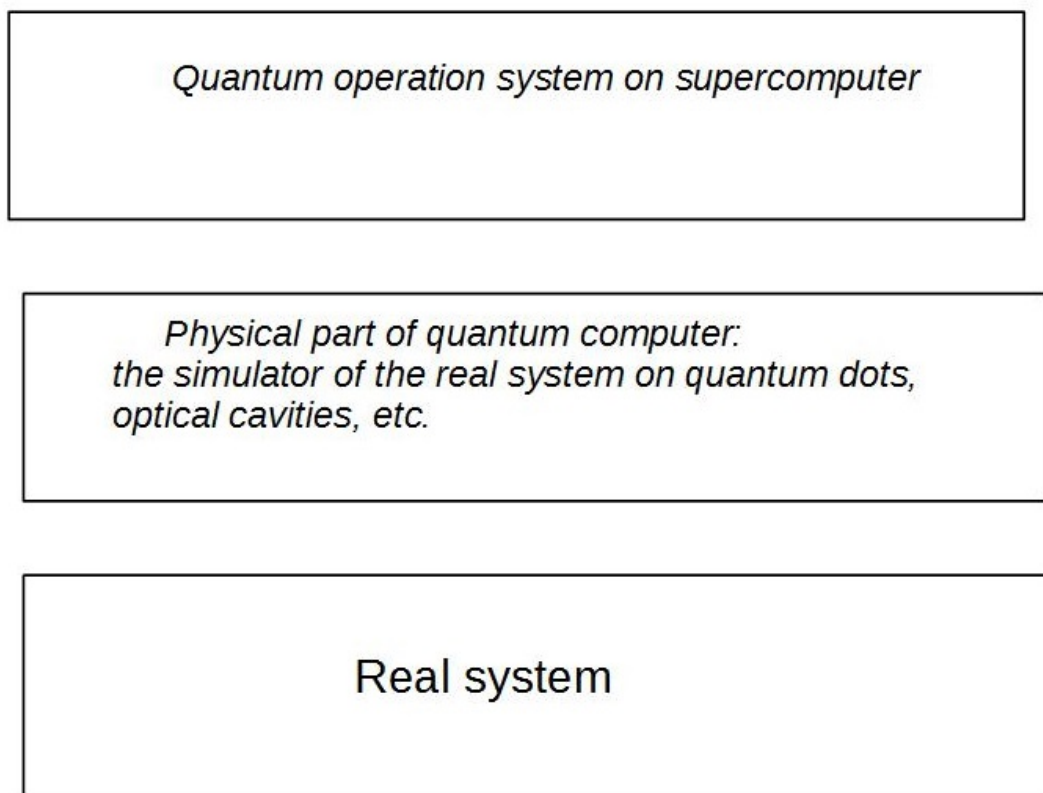 Quantum operation system on supercomputer
Physical part of quantum computer:
the simulator of the real system on quantum dots,
optical cavities, etc.
Real system